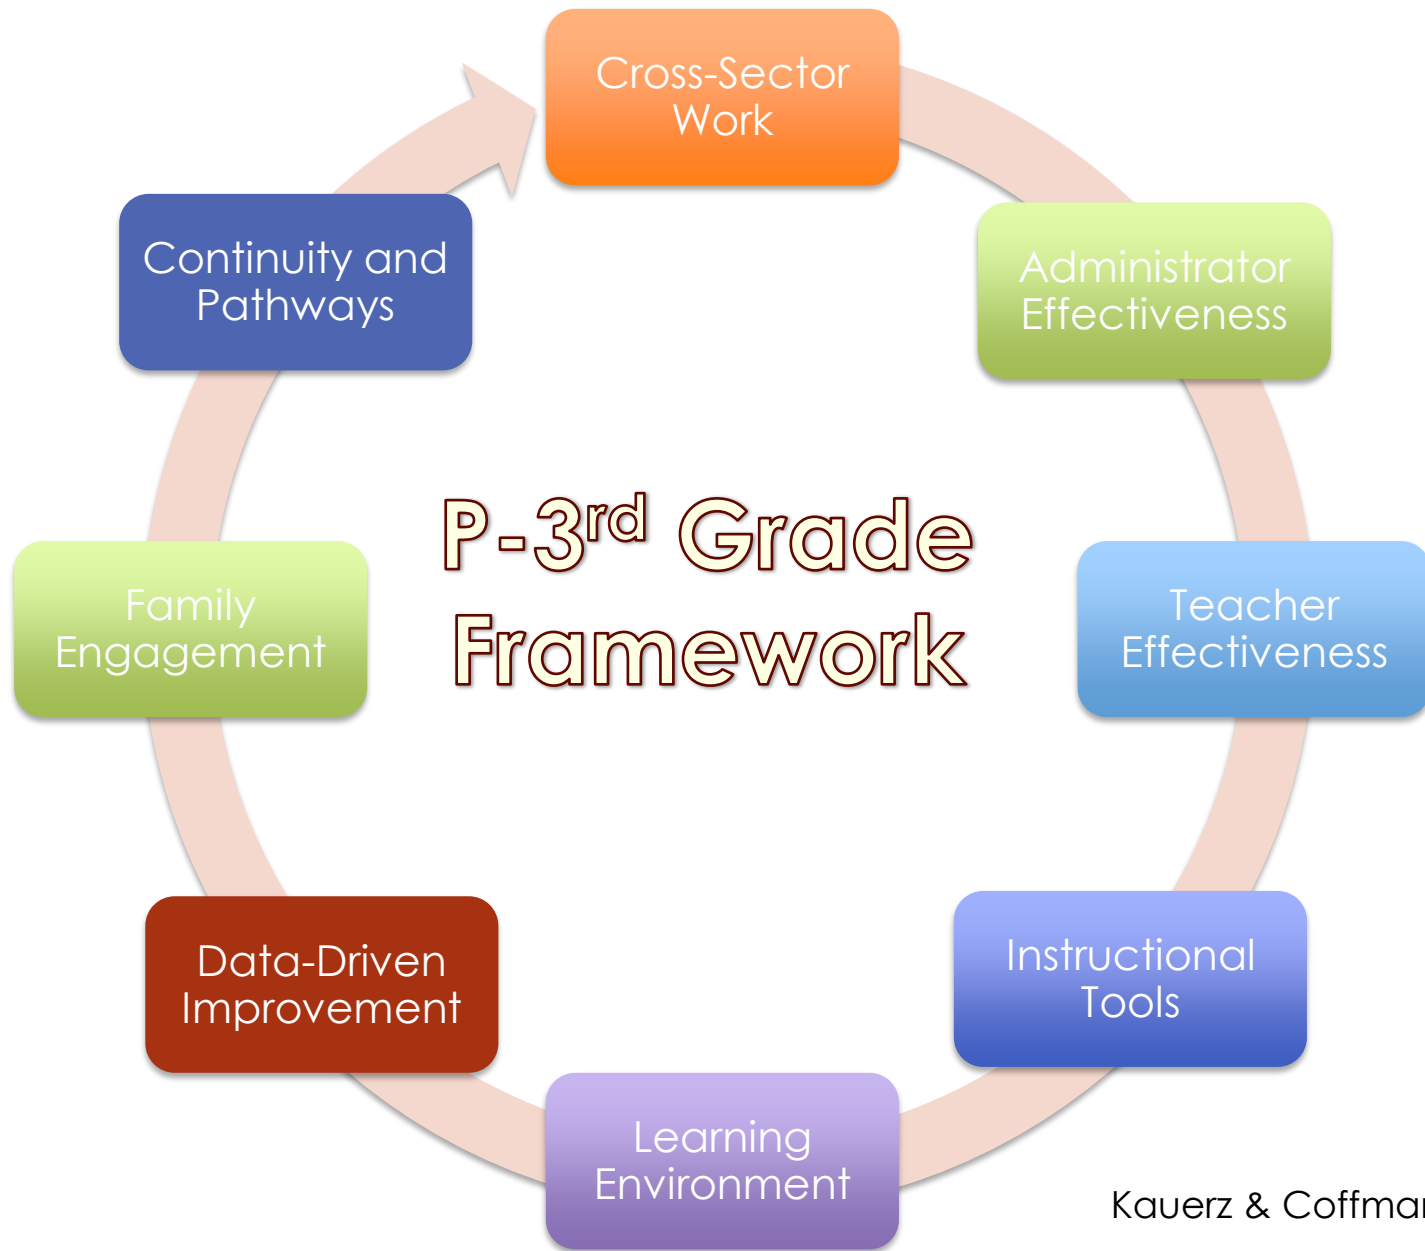 Cross-Sector
Work
Administrator
Effectiveness
Teacher
Effectiveness
Instructional
Tools
Learning
Environment
Data-Driven
Improvement
Family
Engagement
Continuity and
Pathways
P-3rd Grade
Framework
Kauerz & Coffman